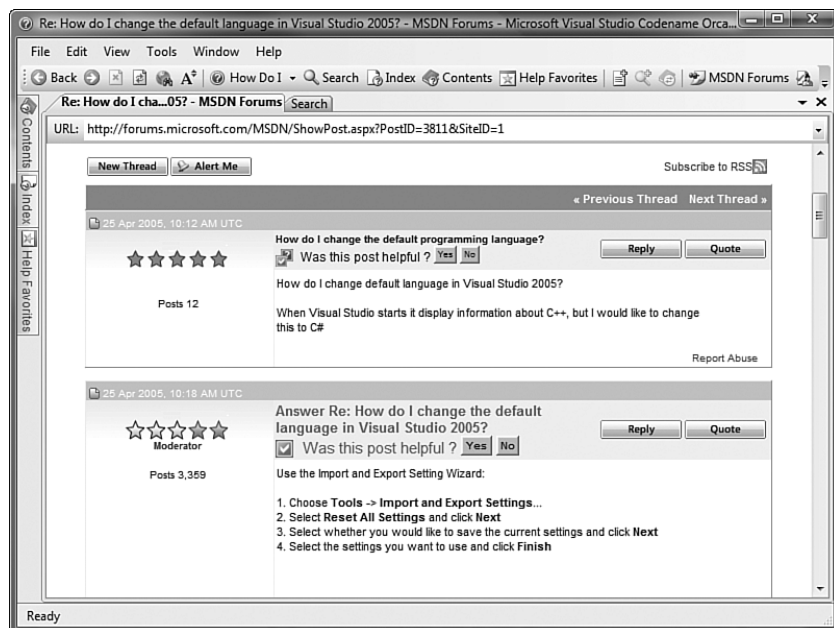 Re: How do I change the default language in Visual Studio 2005? - MSDN Forums - Microsoft Visual Studio Codename Orca...
File Edit View Tools Window Help
Back How Do I Search Index Contents Help Favorites MSDN Forums
Re: How do I cha...05? - MSDN Forums Search
Contents
Index
Help Favorites
URL: http://forums.microsoft.com/MSDN/ShowPost.aspx?PostID=3811&SiteID=1
New Thread Alert Me Subscribe to RSS
« Previous Thread Next Thread »
25 Apr 2005, 10:12 AM UTC
How do I change the default programming language?
Was this post helpful ? Yes No
Reply Quote
Posts 12
How do I change default language in Visual Studio 2005?
When Visual Studio starts it display information about C++, but I would like to change
this to C#
Report Abuse
25 Apr 2005, 10:18 AM UTC
Answer Re: How do I change the default
language in Visual Studio 2005?
Was this post helpful ? Yes No
Reply Quote
Moderator
Posts 3,359
Use the Import and Export Setting Wizard:
1. Choose Tools -> Import and Export Settings...
2. Select Reset All Settings and click Next
3. Select whether you would like to save the current settings and click Next
4. Select the settings you want to use and click Finish
Ready